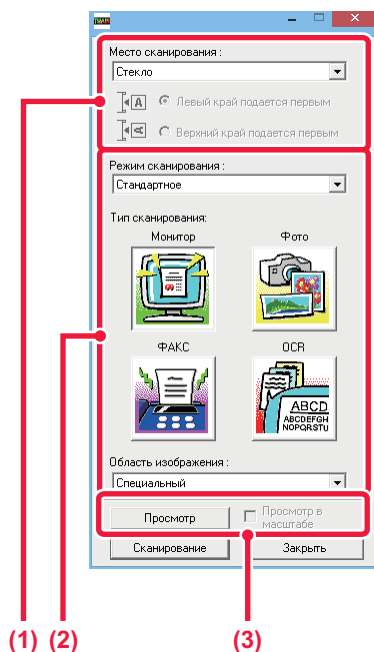 TWAIN
Место сканирования :
Стекло
A Левый край подается первым
A Верхний край подается первым
Режим сканирования :
Стандартное
Тип сканирования:
Монитор Фото
ФАКС OCR
ABCD
ABCDEFGH
NOPQRSTU
Область изображения :
Специальный
Просмотр Просмотр в
масштабе
Сканирование Закрыть
(1) (2) (3)